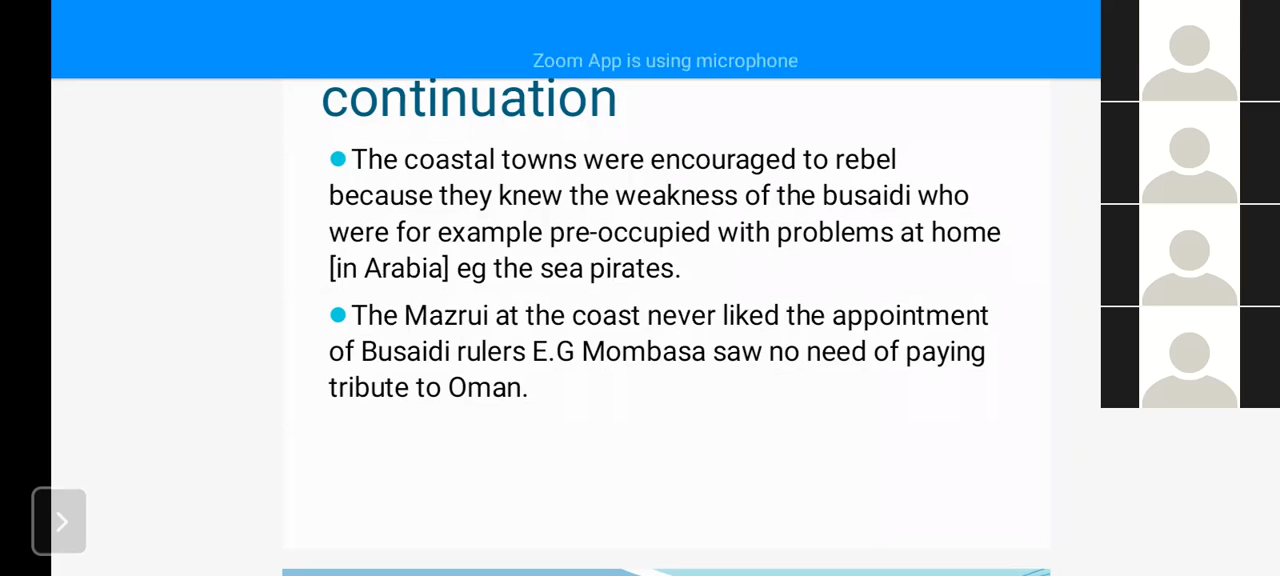 Zoom App is using microphone
continuation
The coastal towns were encouraged to rebel
because they knew the weakness of the busaidi who
were for example pre-occupied with problems at home
[in Arabia] eg the sea pirates.
The Mazrui at the coast never liked the appointment
of Busaidi rulers E.G Mombasa saw no need of paying
tribute to Oman.